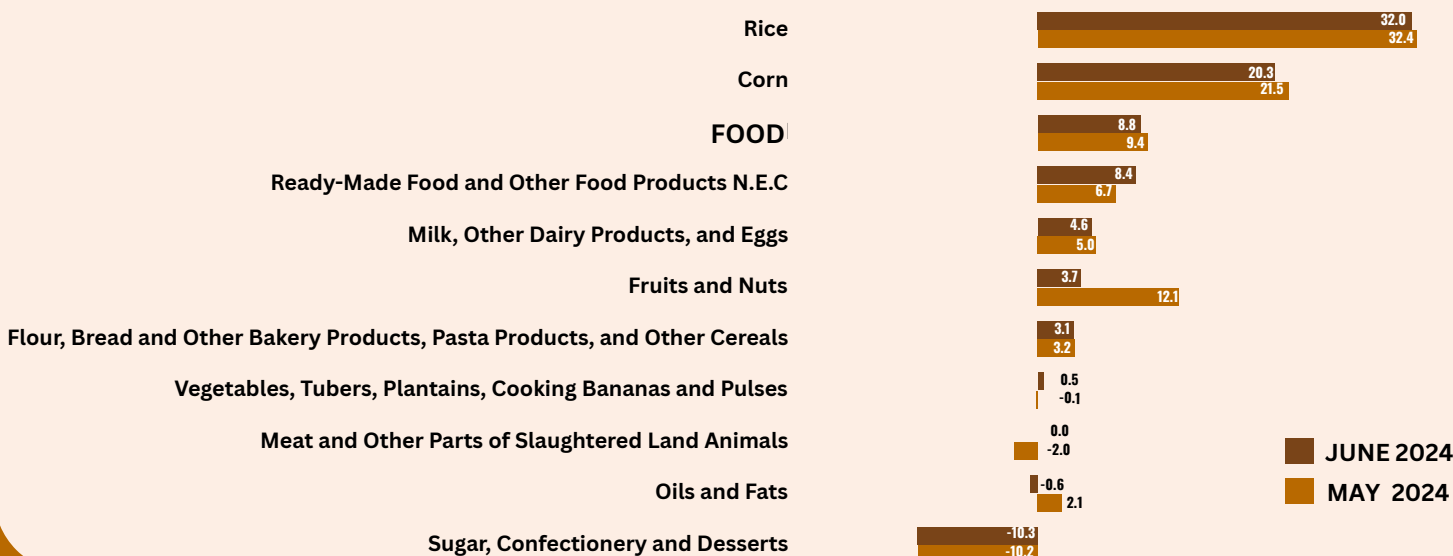 Rice
32.0
32.4
Corn
20.3
21.5
FOOD
8.8
9.4
Ready-Made Food and Other Food Products N.E.C
8.4
6.7
Milk, Other Dairy Products, and Eggs
4.6
5.0
Fruits and Nuts
3.7
12.1
Flour, Bread and Other Bakery Products, Pasta Products, and Other Cereals
3.1
3.2
Vegetables, Tubers, Plantains, Cooking Bananas and Pulses
0.5
-0.1
Meat and Other Parts of Slaughtered Land Animals
0.0
-2.0
Oils and Fats
-0.6
2.1
Sugar, Confectionery and Desserts
-10.3
-10.2
JUNE 2024
MAY 2024